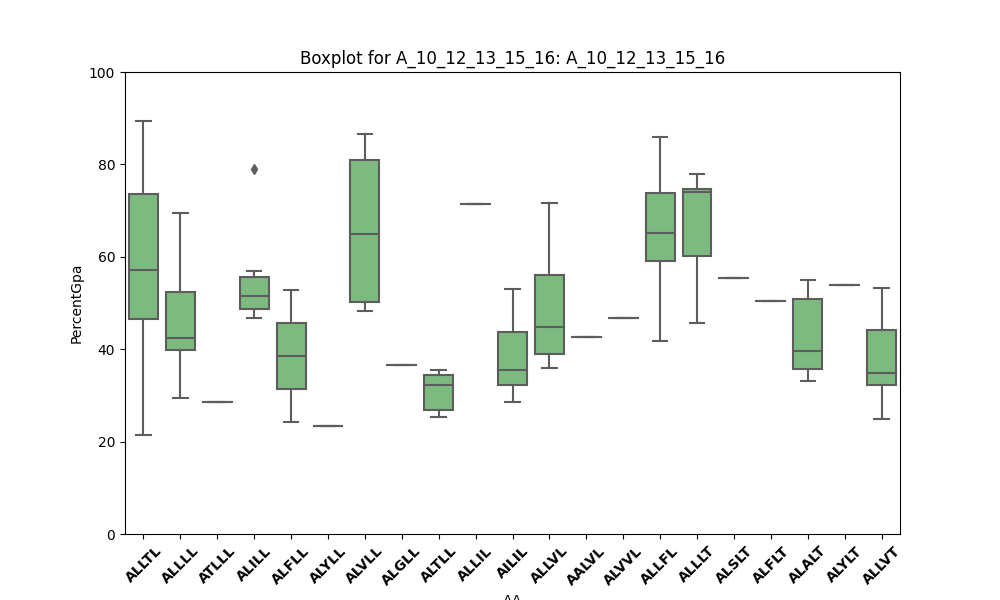 Boxplot for A_10_12_13_15_16: A_10_12_13_15_16
100
80
60
40
20
0
PercentGpa
ALLTL ALLLL ATLLL ALILL ALFLL ALYLL ALVLL ALGLL ALTLL ALLIL AILIL ALLVL AALVL ALVVL ALLFL ALLLT ALSLT ALFLT ALALT ALYLT ALLVT
AA